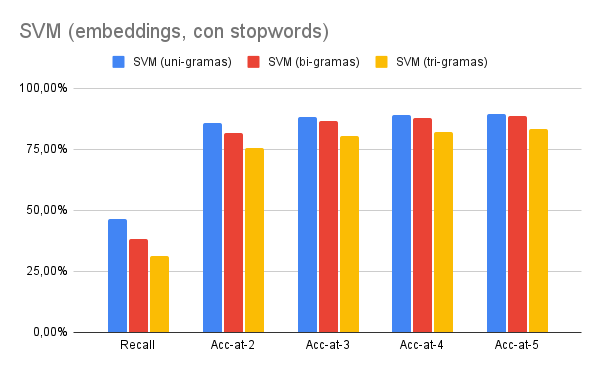 SVM (embeddings, con stopwords)
SVM (uni-gramas) SVM (bi-gramas) SVM (tri-gramas)
100,00%
75,00%
50,00%
25,00%
0,00%
Recall Acc-at-2 Acc-at-3 Acc-at-4 Acc-at-5